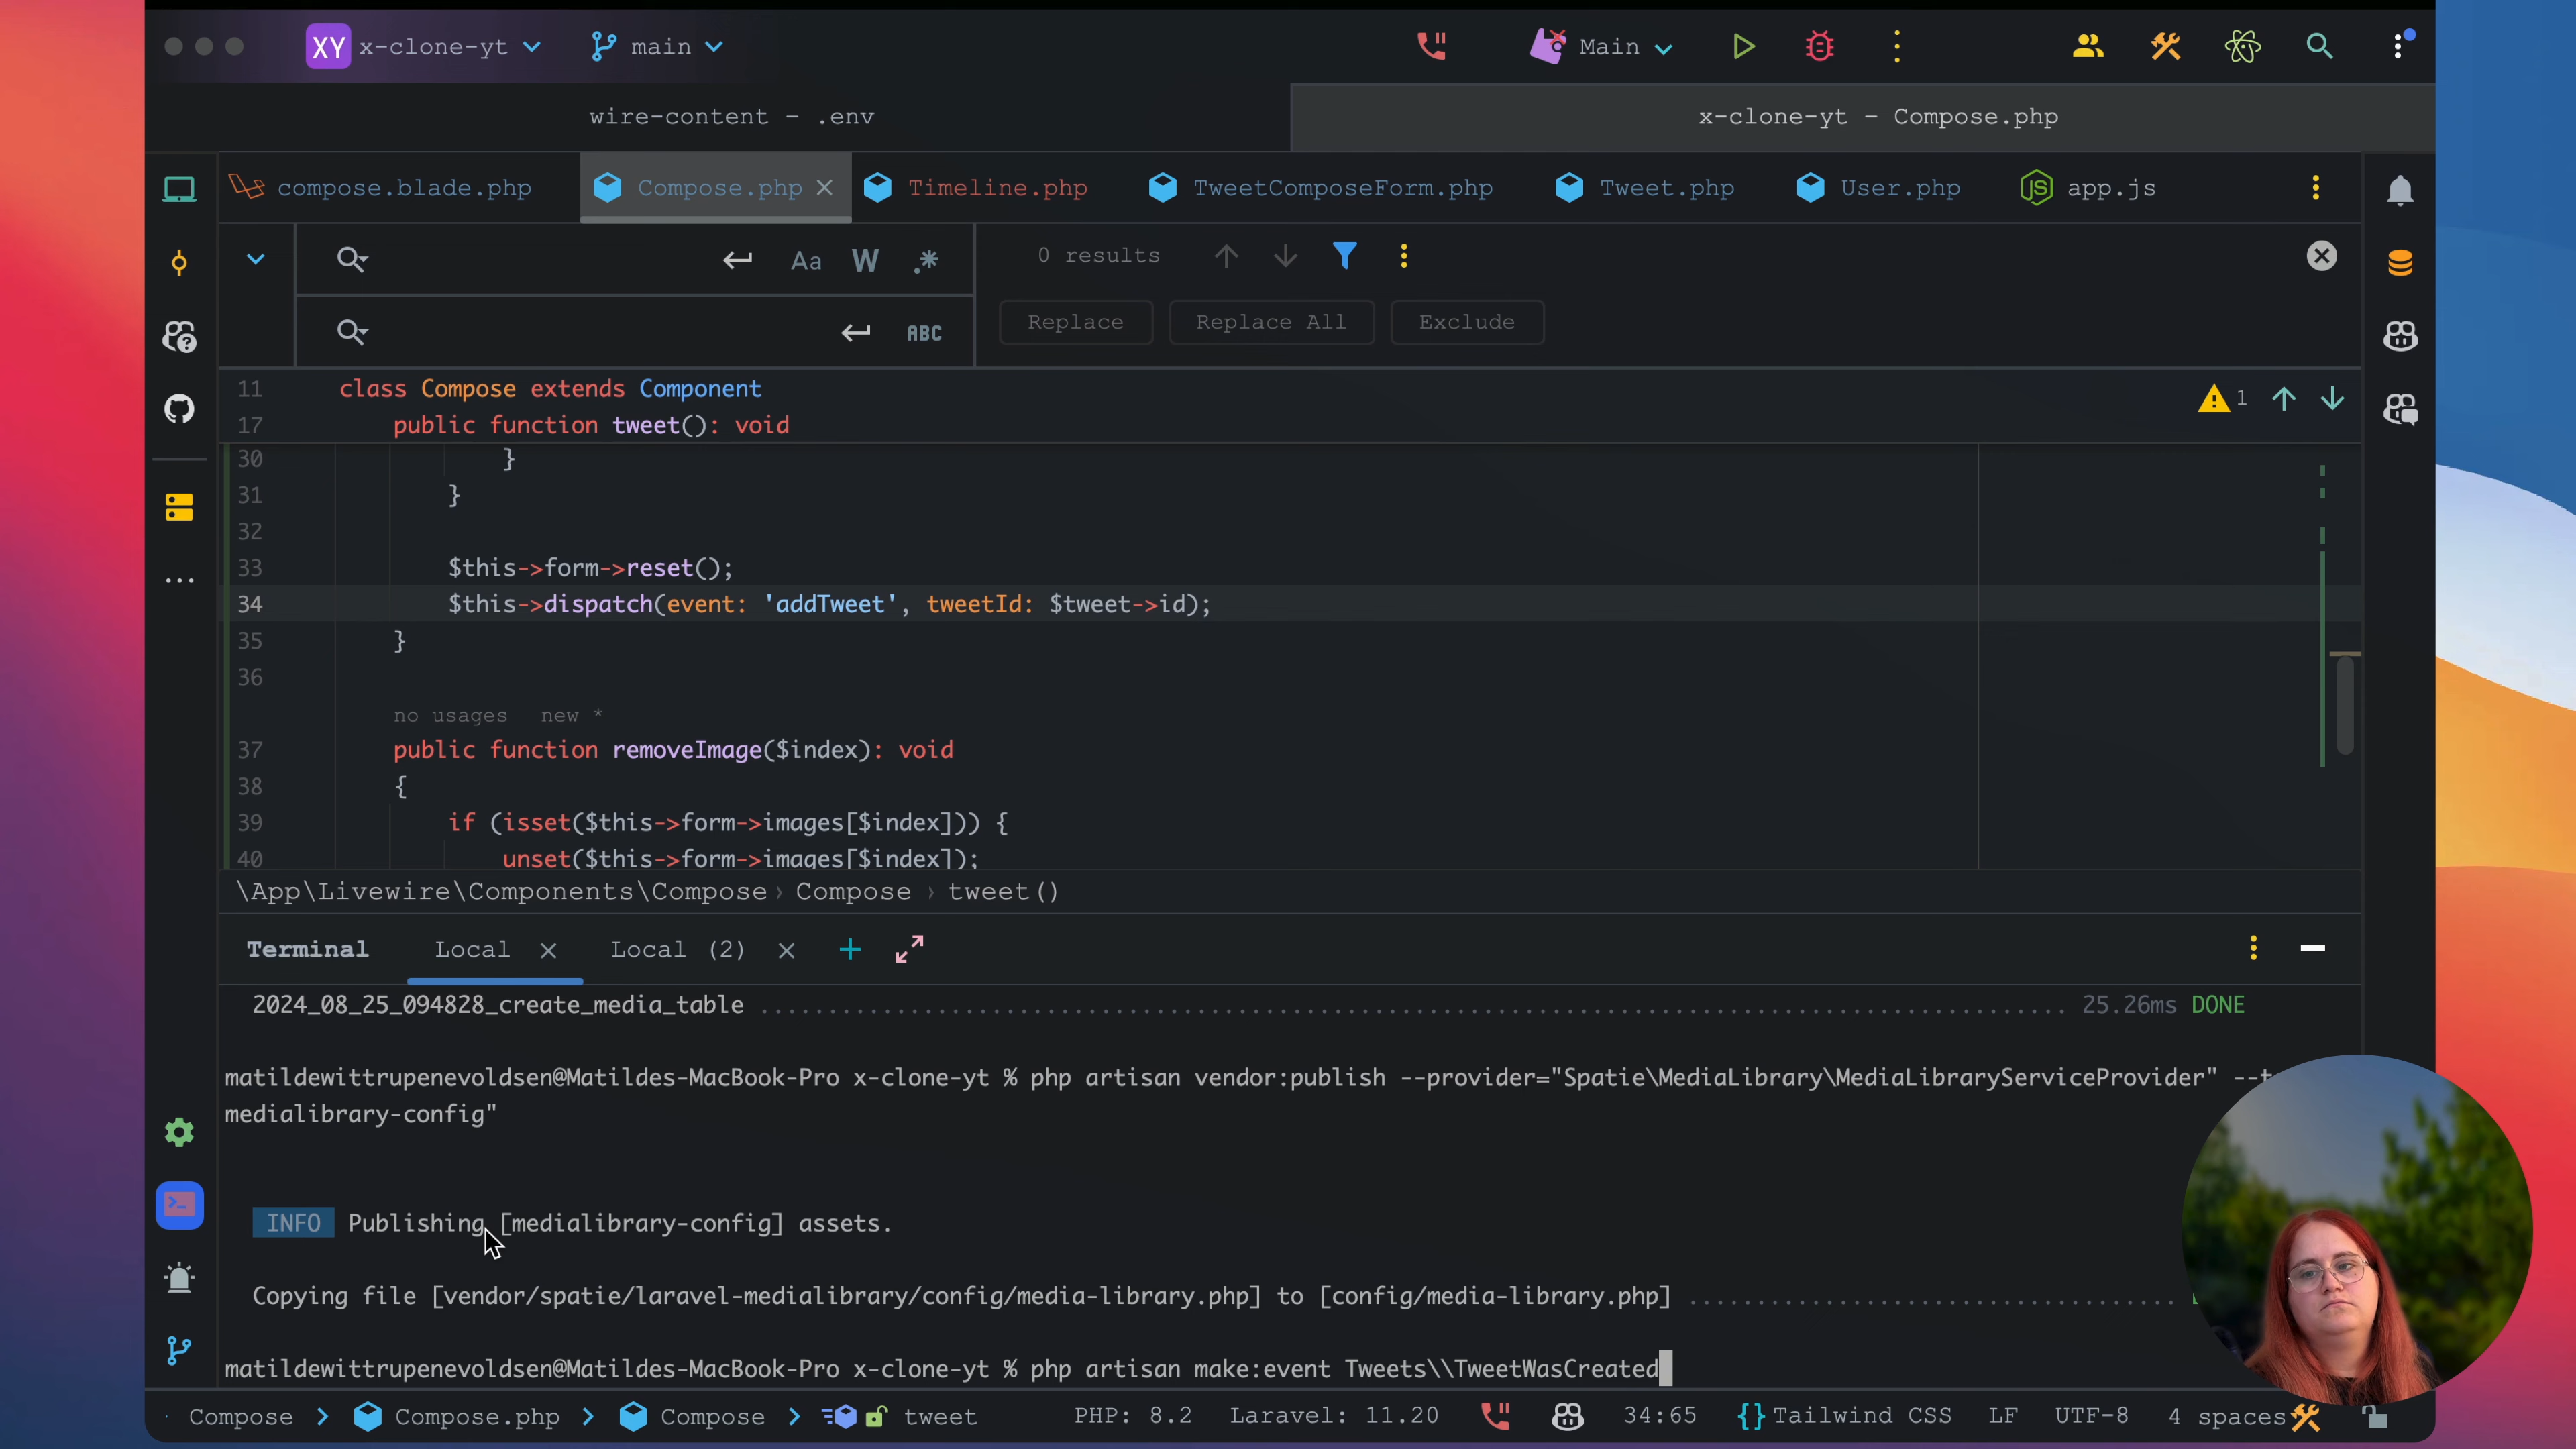 XY x-clone-yt main Main
wire-content – .env x-clone-yt – Compose.php
compose.blade.php Compose.php Timeline.php TweetComposeForm.php Tweet.php User.php JS app.js
Aa W .* 0 results
ABC Replace Replace All Exclude
11 class Compose extends Component 1
17 public function tweet(): void
30 }
31 }
32
33 $this->form->reset();
34 $this->dispatch(event: 'addTweet', tweetId: $tweet->id);
35 }
36
no usages new *
37 public function removeImage($index): void
38 {
39 if (isset($this->form->images[$index])) {
40 unset($this->form->images[$index]);
\App\Livewire\Components\Compose › Compose › tweet()
Terminal Local Local (2)
2024_08_25_094828_create_media_table 25.26ms DONE
matildewittrupenevoldsen@Matildes-MacBook-Pro x-clone-yt % php artisan vendor:publish --provider="Spatie\MediaLibrary\MediaLibraryServiceProvider"
medialibrary-config"
INFO Publishing [medialibrary-config] assets.
Copying file [vendor/spatie/laravel-medialibrary/config/media-library.php] to [config/media-library.php]
matildewittrupenevoldsen@Matildes-MacBook-Pro x-clone-yt % php artisan make:event Tweets\\TweetWasCreated
Compose Compose.php Compose tweet PHP: 8.2 Laravel: 11.20 34:65 {} Tailwind CSS LF UTF-8 4 spaces